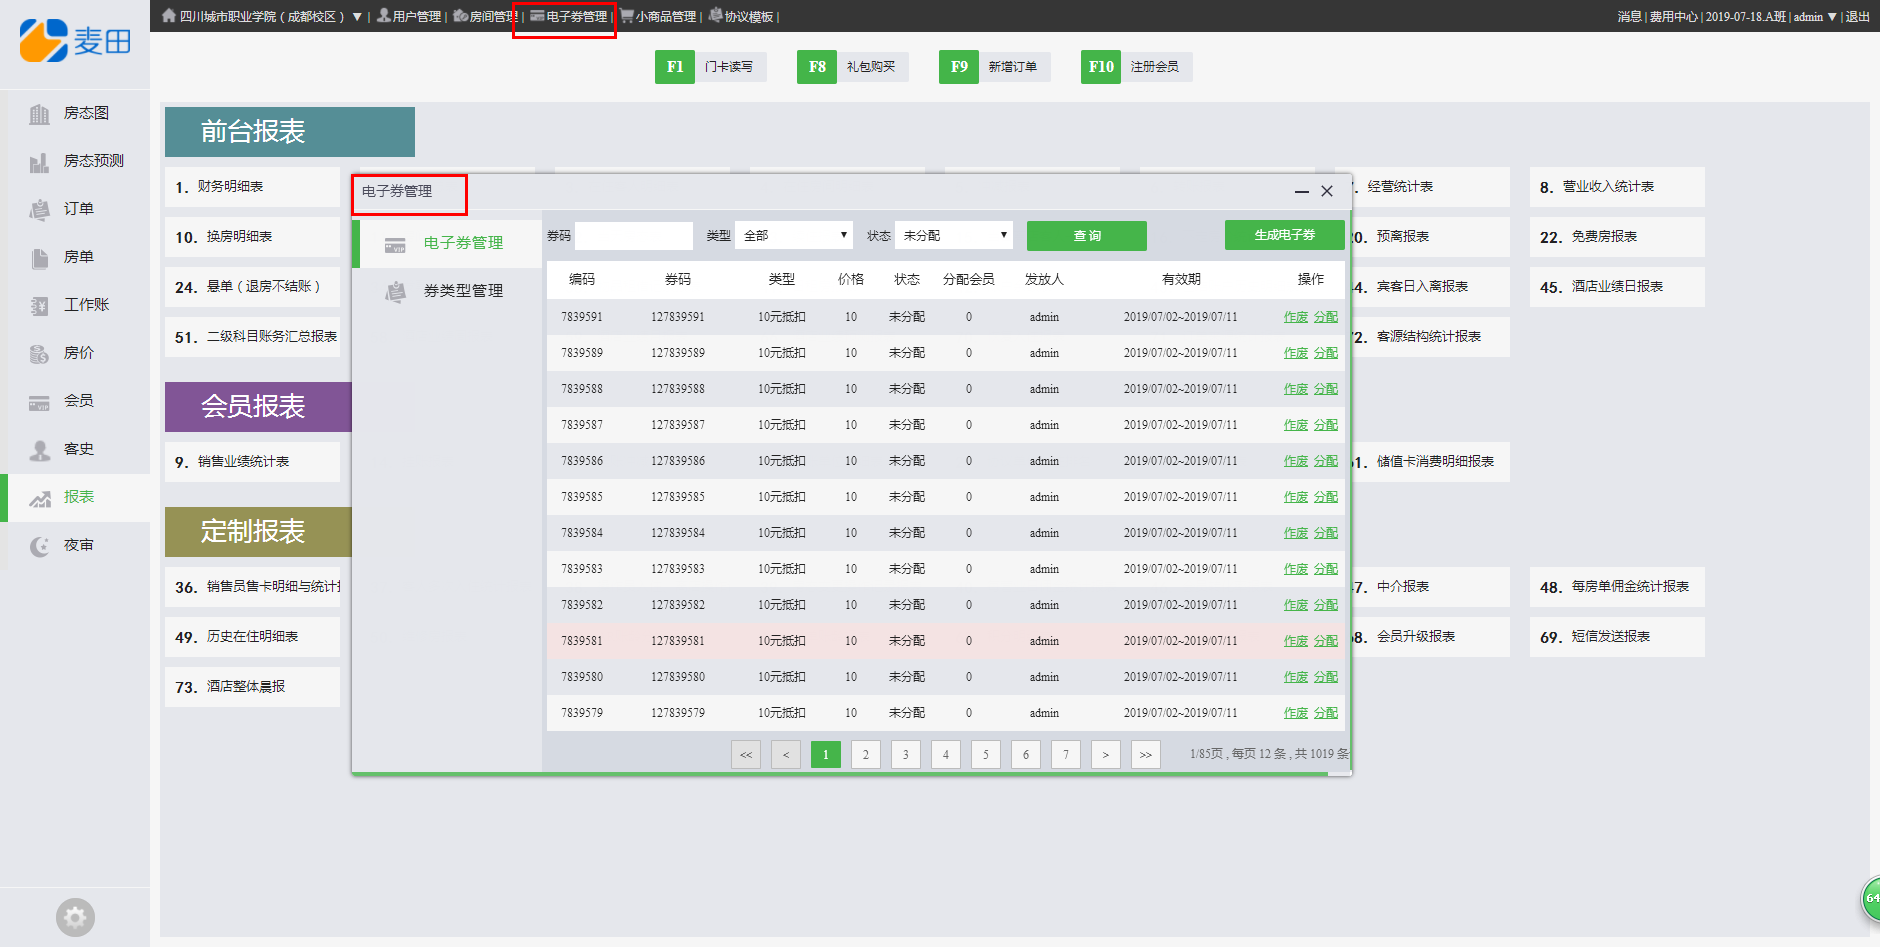 四川城市职业学院（成都校区） ▼ | 用户管理 | 房间管理 | 电子券管理 | 小商品管理 | 协议模板 |
消息 | 费用中心 | 2019-07-18.A班 | admin ▼ | 退出
麦田
F1 门卡读写 F8 礼包购买 F9 新增订单 F10 注册会员
房态图
房态预测
订单
房单
工作账
房价
会员
客史
报表
夜审
前台报表
1. 财务明细表
经营统计表
8. 营业收入统计表
10. 换房明细表
预离报表
22. 免费房报表
24. 悬单（退房不结账）
宾客日入离报表
45. 酒店业绩日报表
51. 二级科目账务汇总报表
客源结构统计报表
会员报表
9. 销售业绩统计表
储值卡消费明细报表
定制报表
36. 销售员售卡明细与统计
中介报表
48. 每房单佣金统计报表
49. 历史在住明细表
会员升级报表
69. 短信发送报表
73. 酒店整体晨报
电子券管理
电子券管理
券类型管理
券码 类型 全部 ▼ 状态 未分配 ▼ 查询 生成电子券
编码 券码 类型 价格 状态 分配会员 发放人 有效期 操作
7839591 127839591 10元抵扣 10 未分配 0 admin 2019/07/02~2019/07/11 作废 分配
7839589 127839589 10元抵扣 10 未分配 0 admin 2019/07/02~2019/07/11 作废 分配
7839588 127839588 10元抵扣 10 未分配 0 admin 2019/07/02~2019/07/11 作废 分配
7839587 127839587 10元抵扣 10 未分配 0 admin 2019/07/02~2019/07/11 作废 分配
7839586 127839586 10元抵扣 10 未分配 0 admin 2019/07/02~2019/07/11 作废 分配
7839585 127839585 10元抵扣 10 未分配 0 admin 2019/07/02~2019/07/11 作废 分配
7839584 127839584 10元抵扣 10 未分配 0 admin 2019/07/02~2019/07/11 作废 分配
7839583 127839583 10元抵扣 10 未分配 0 admin 2019/07/02~2019/07/11 作废 分配
7839582 127839582 10元抵扣 10 未分配 0 admin 2019/07/02~2019/07/11 作废 分配
7839581 127839581 10元抵扣 10 未分配 0 admin 2019/07/02~2019/07/11 作废 分配
7839580 127839580 10元抵扣 10 未分配 0 admin 2019/07/02~2019/07/11 作废 分配
7839579 127839579 10元抵扣 10 未分配 0 admin 2019/07/02~2019/07/11 作废 分配
<< < 1 2 3 4 5 6 7 > >> 1/85页 , 每页 12 条 , 共 1019 条
64